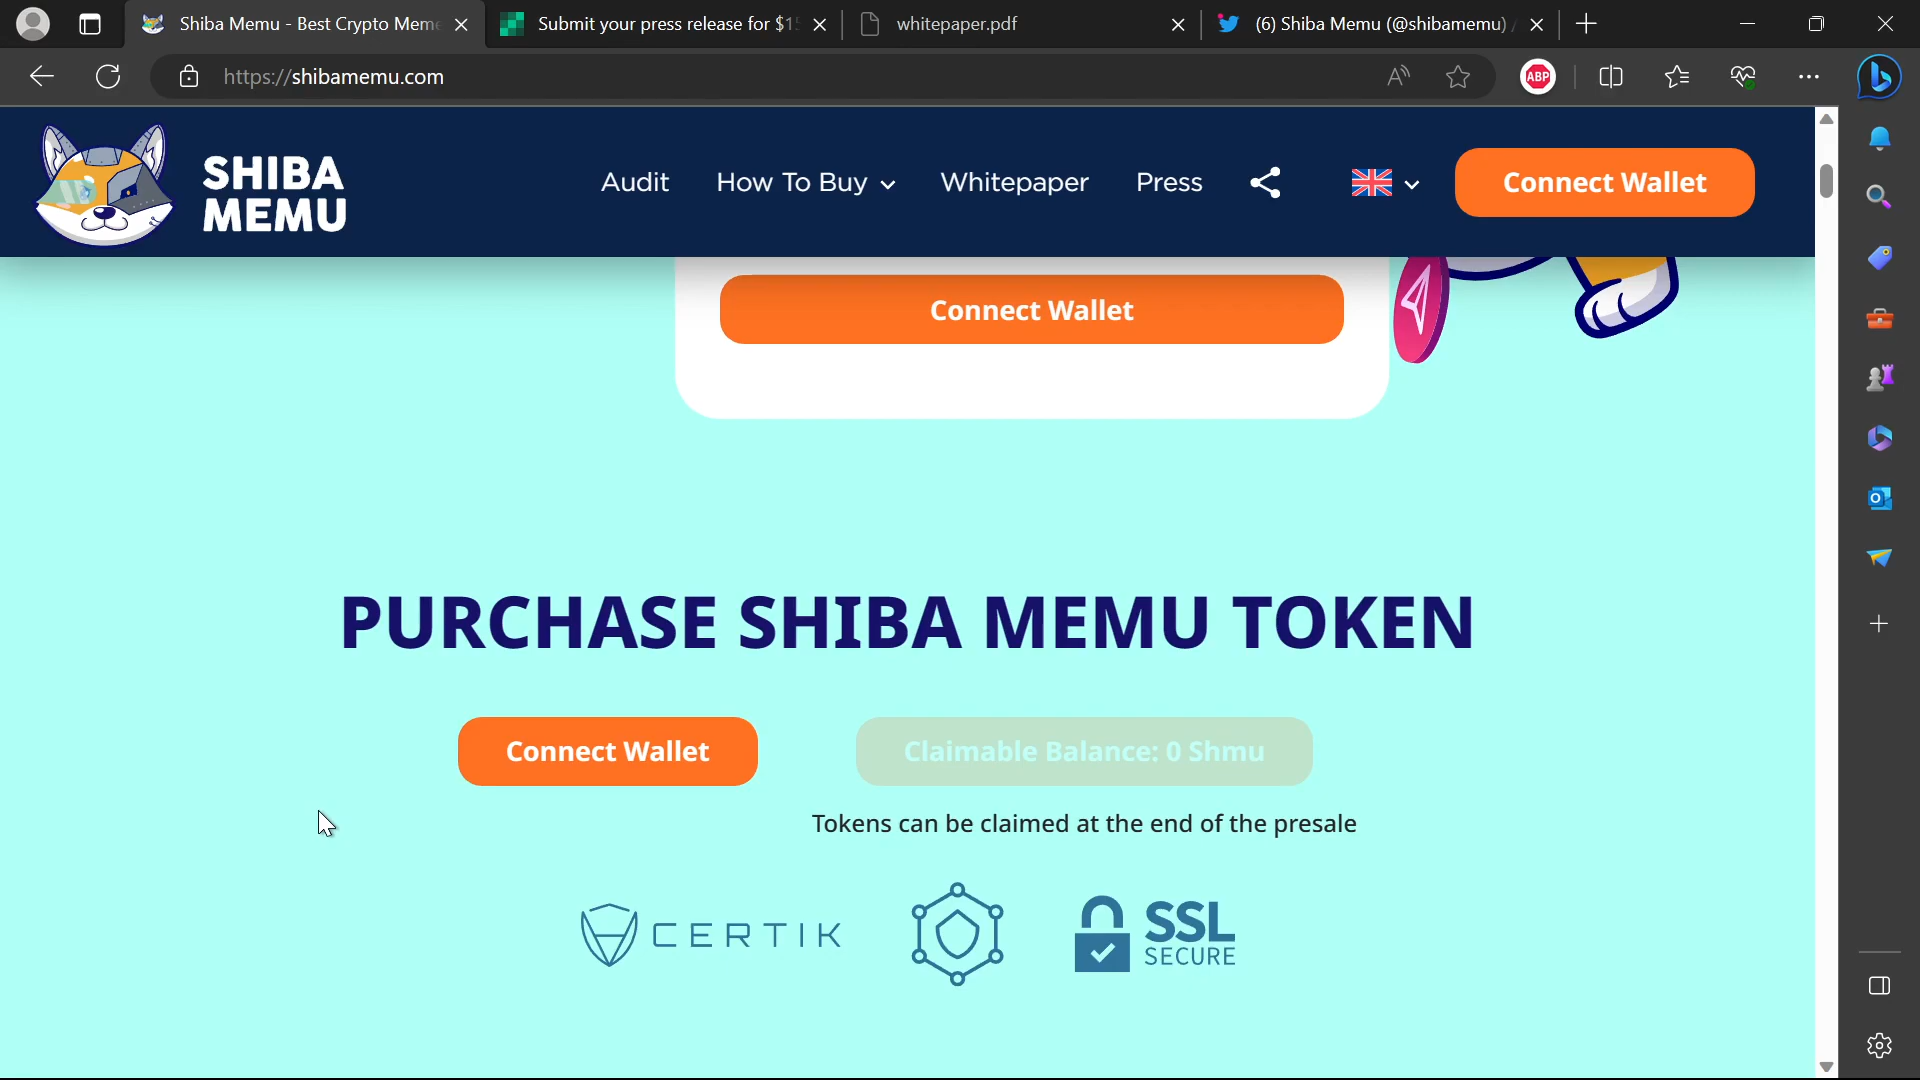 Shiba Memu - Best Crypto Mem
Submit your press release for $1
whitepaper.pdf
(6) Shiba Memu (@shibamemu)
https://shibamemu.com
A
ABP
SHIBA
MEMU
Audit
How To Buy
Whitepaper
Press
Connect Wallet
Connect Wallet
PURCHASE SHIBA MEMU TOKEN
Connect Wallet
Claimable Balance: 0 Shmu
Tokens can be claimed at the end of the presale
CERTIK
SSL
SECURE